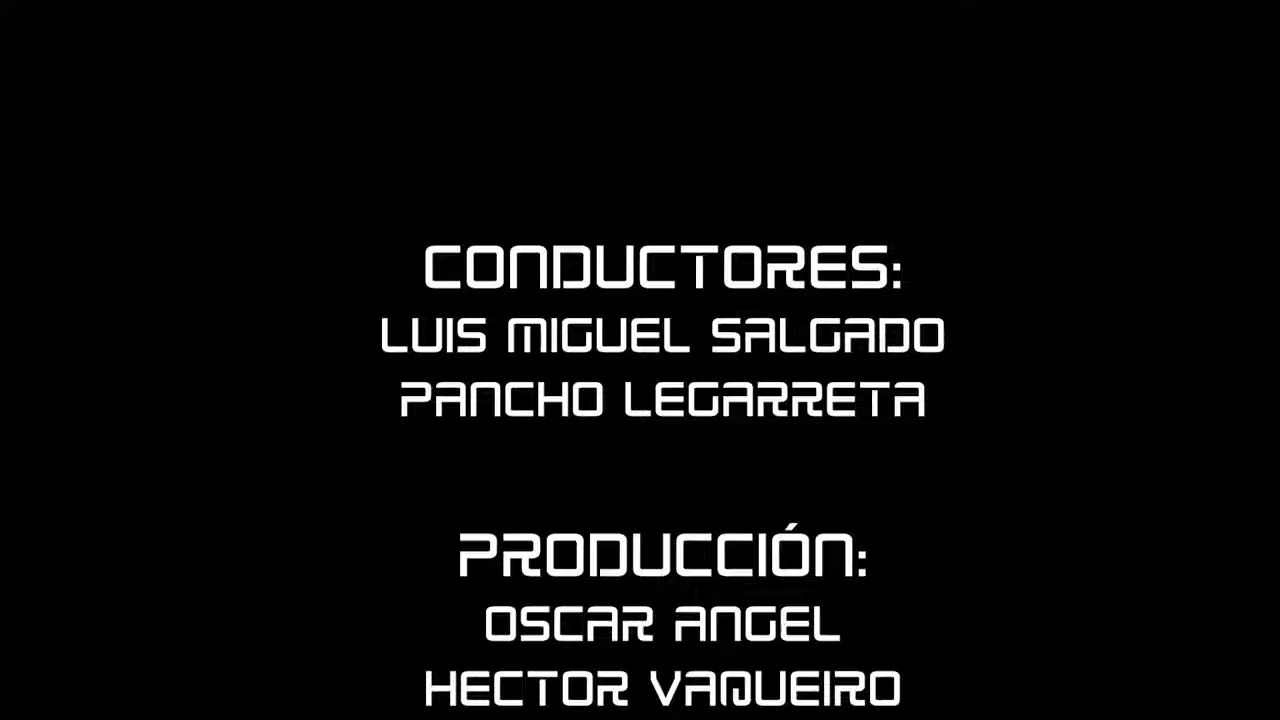 CONDUCTORES:
LUIS MIGUEL SALGADO
PANCHO LEGARRETA
PRODUCCIÓN:
OSCAR ANGEL
HECTOR VAQUEIRO